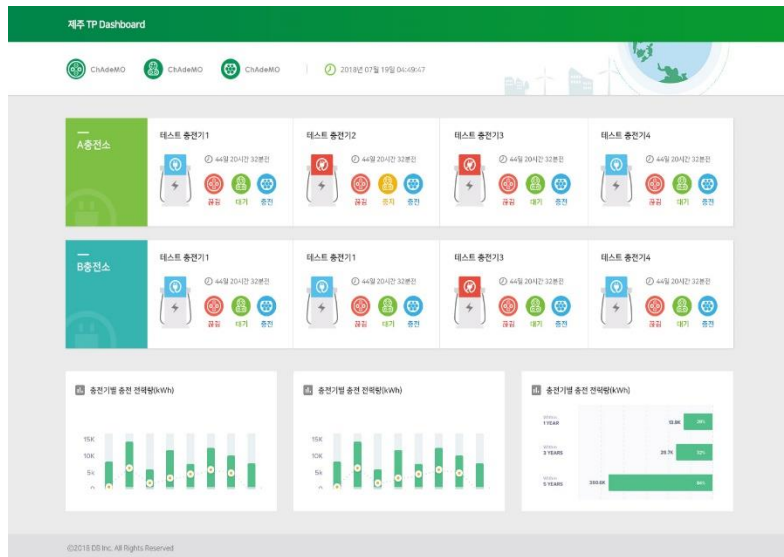 제주 TP Dashboard
ChAdeMO ChAdeMO ChAdeMO 2018년 07월 19일 04:49:47
A충전소
테스트 충전기1 테스트 충전기2 테스트 충전기3 테스트 충전기4
44일 20시간 32분전 44일 20시간 32분전 44일 20시간 32분전 44일 20시간 32분전
끊김 대기 충전 끊김 중지 충전 끊김 대기 충전 끊김 대기 충전
B충전소
테스트 충전기1 테스트 충전기1 테스트 충전기3 테스트 충전기4
44일 20시간 32분전 44일 20시간 32분전 44일 20시간 32분전 44일 20시간 32분전
끊김 대기 충전 끊김 대기 충전 끊김 대기 충전 끊김 대기 충전
충전기별 충전 전력량(kWh) 충전기별 충전 전력량(kWh) 충전기별 충전 전력량(kWh)
15K
10K
5k
0
15K
10K
5k
0
1 YEAR
3 YEARS 29.7K
5 YEARS
©2018 DB Inc. All Rights Reserved